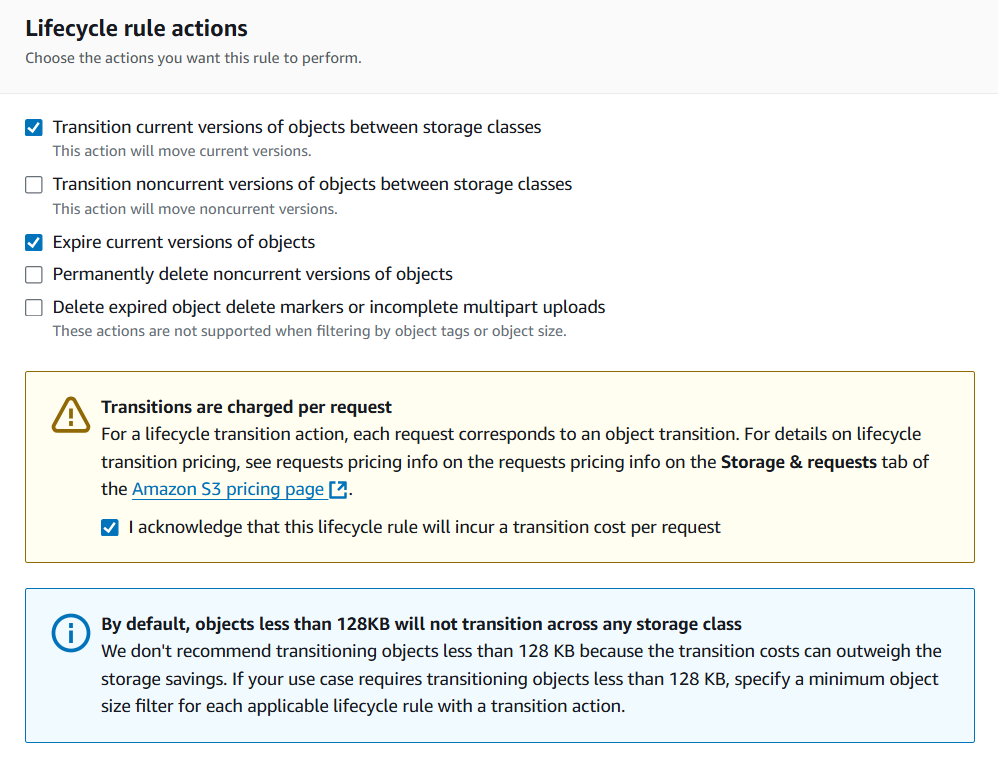 Lifecycle rule actions
Choose the actions you want this rule to perform.
Transition current versions of objects between storage classes
This action will move current versions.
Transition noncurrent versions of objects between storage classes
This action will move noncurrent versions.
Expire current versions of objects
Permanently delete noncurrent versions of objects
Delete expired object delete markers or incomplete multipart uploads
These actions are not supported when filtering by object tags or object size.
Transitions are charged per request
For a lifecycle transition action, each request corresponds to an object transition. For details on lifecycle
transition pricing, see requests pricing info on the requests pricing info on the Storage & requests tab of
the Amazon S3 pricing page.
I acknowledge that this lifecycle rule will incur a transition cost per request
By default, objects less than 128KB will not transition across any storage class
We don't recommend transitioning objects less than 128 KB because the transition costs can outweigh the
storage savings. If your use case requires transitioning objects less than 128 KB, specify a minimum object
size filter for each applicable lifecycle rule with a transition action.